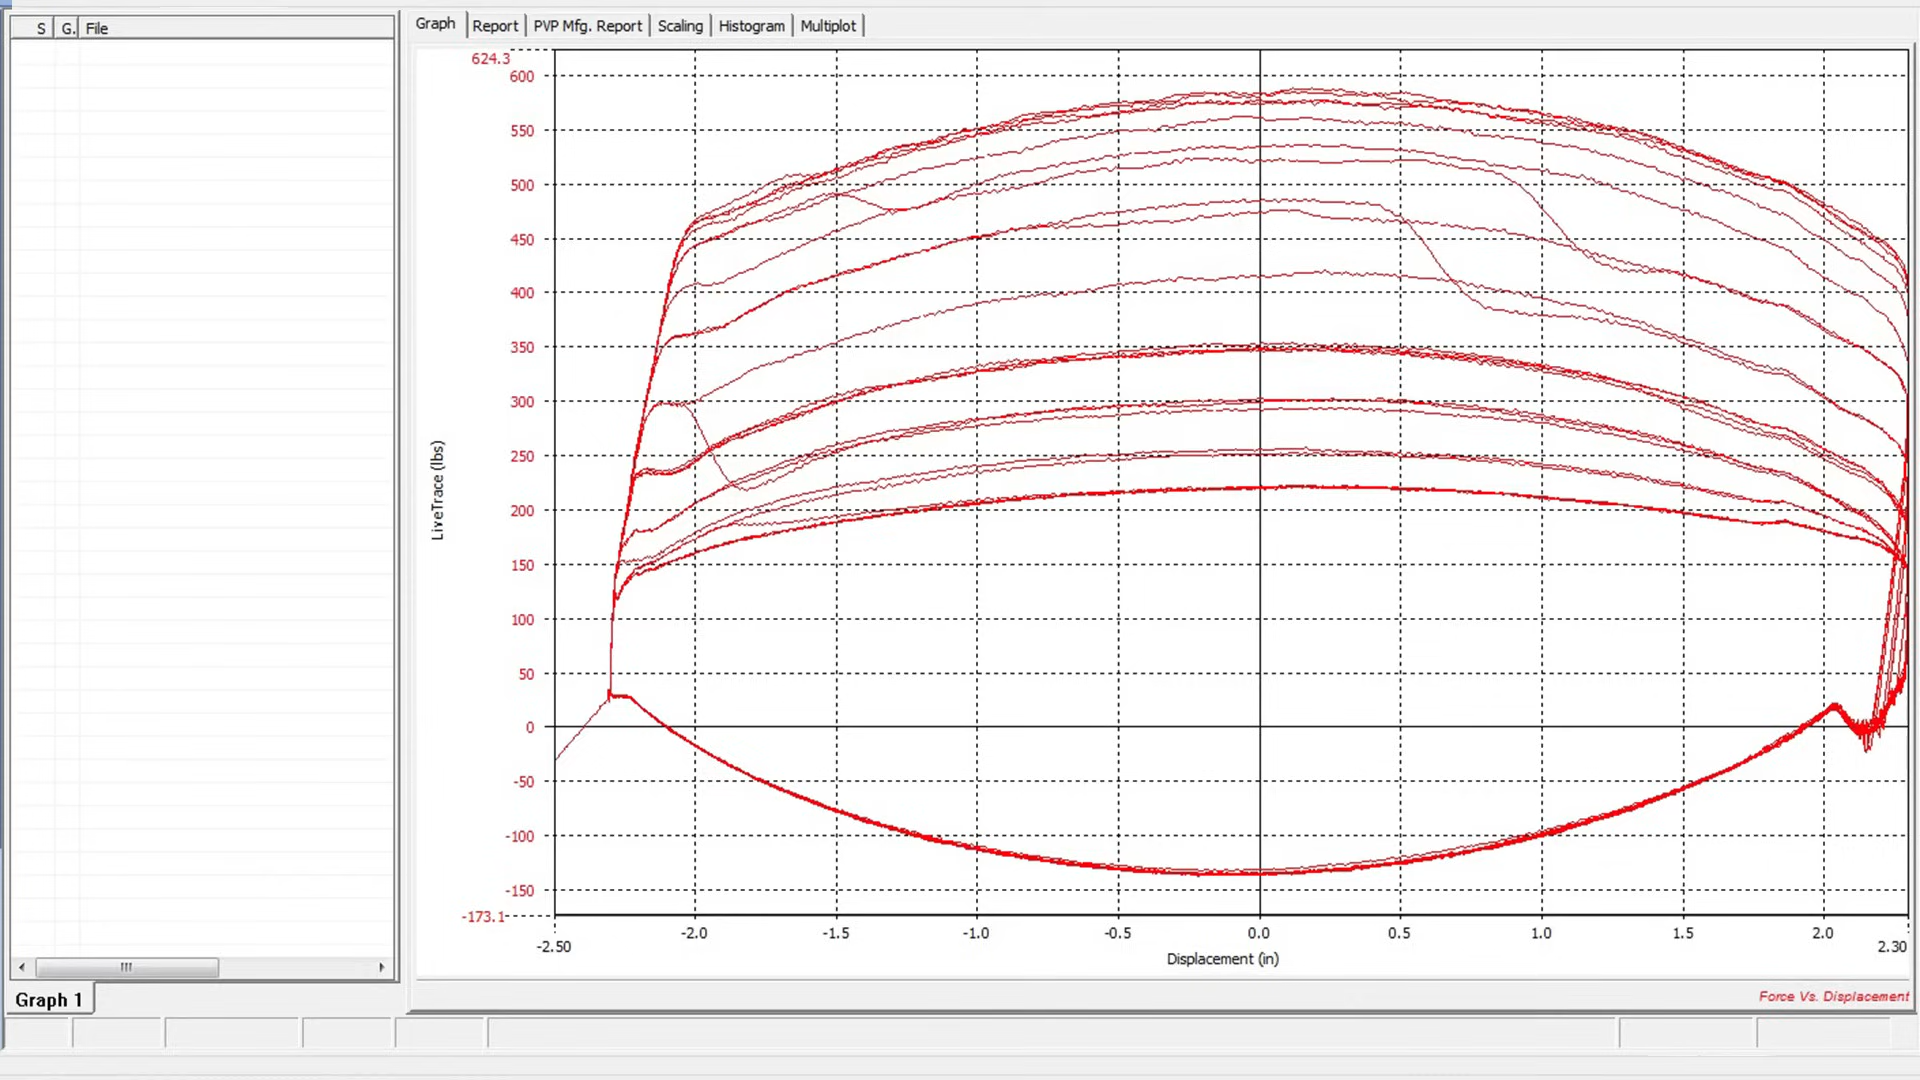 S G. File
Graph Report PVP Mfg. Report Scaling Histogram Multiplot
624.3
600
550
500
450
400
350
300
250
200
150
100
50
0
-50
-100
-150
-173.1
LiveTrace (lbs)
-2.50 -2.0 -1.5 -1.0 -0.5 0.0 0.5 1.0 1.5 2.0 2.30
Displacement (in)
Force Vs. Displacement
Graph 1